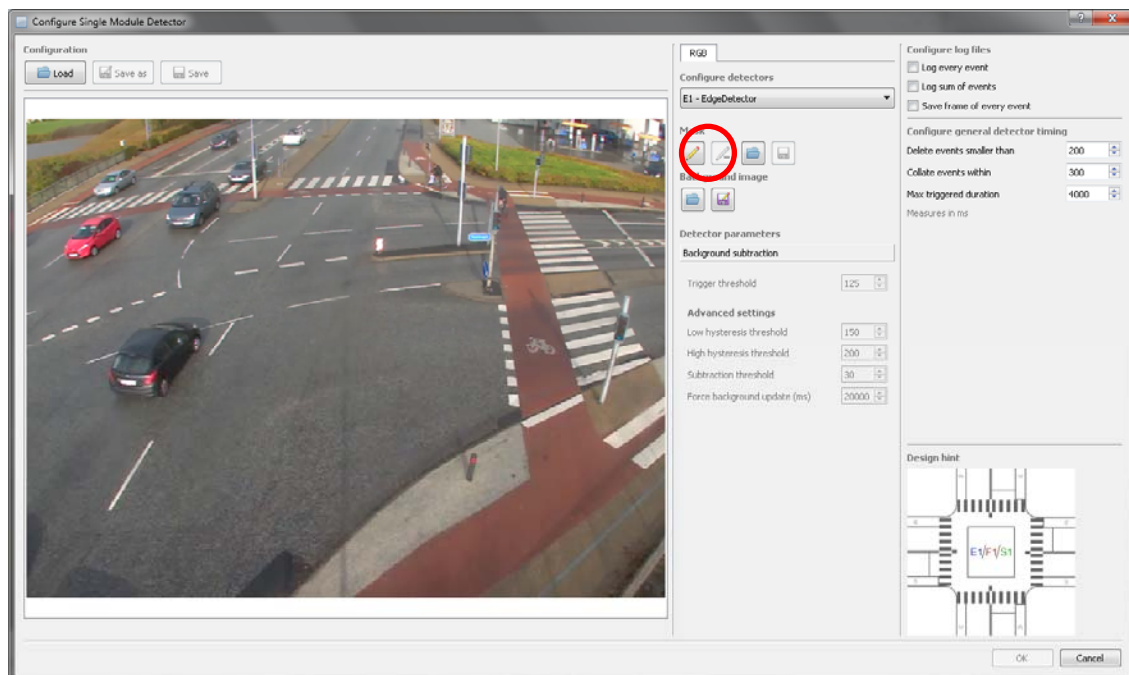 Configure Single Module Detector
Configuration
Load
Save as
Save
RGB
Configure detectors
E1 - EdgeDetector
Background image
Detector parameters
Background subtraction
Trigger threshold 125
Advanced settings
Low hysteresis threshold 150
High hysteresis threshold 200
Subtraction threshold 30
Force background update (ms) 20000
Configure log files
Log every event
Log sum of events
Save frame of every event
Configure general detector timing
Delete events smaller than 200
Collate events within 300
Max triggered duration 4000
Measures in ms
Design hint
E1/F1/S1
OK
Cancel